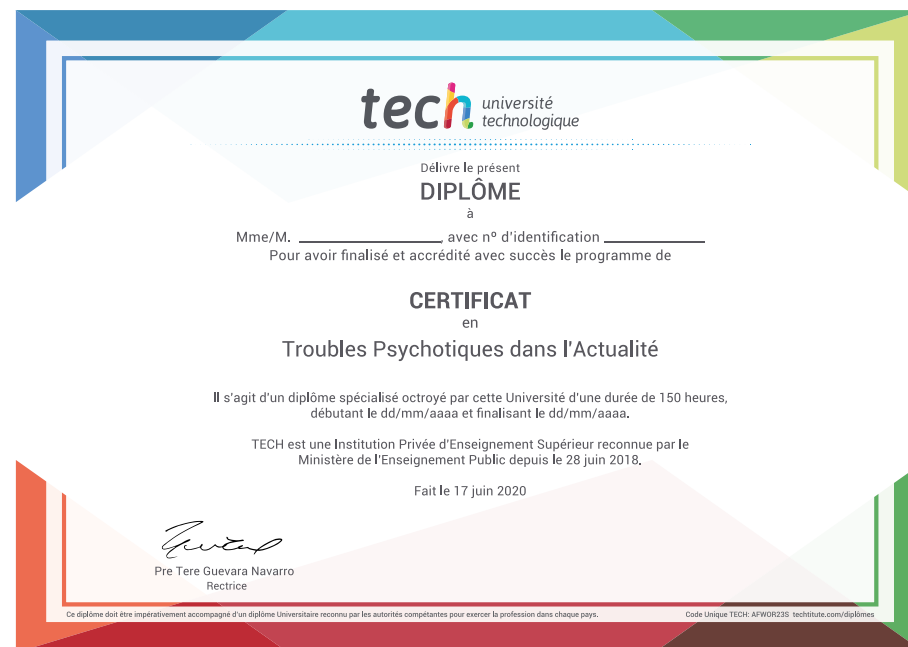 tech université
technologique
Délivre le présent
DIPLÔME
à
Mme/M. ____________, avec nº d'identification ____________
Pour avoir finalisé et accrédité avec succès le programme de
CERTIFICAT
en
Troubles Psychotiques dans l'Actualité
Il s'agit d'un diplôme spécialisé octroyé par cette Université d'une durée de 150 heures,
débutant le dd/mm/aaaa et finalisant le dd/mm/aaaa.
TECH est une Institution Privée d'Enseignement Supérieur reconnue par le
Ministère de l'Enseignement Public depuis le 28 juin 2018.
Fait le 17 juin 2020
Pre Tere Guevara Navarro
Rectrice
Ce diplôme doit être impérativement accompagné d'un diplôme Universitaire reconnu par les autorités compétentes pour exercer la profession dans chaque pays. Code Unique TECH: AFWOR23S techtitute.com/diplômes